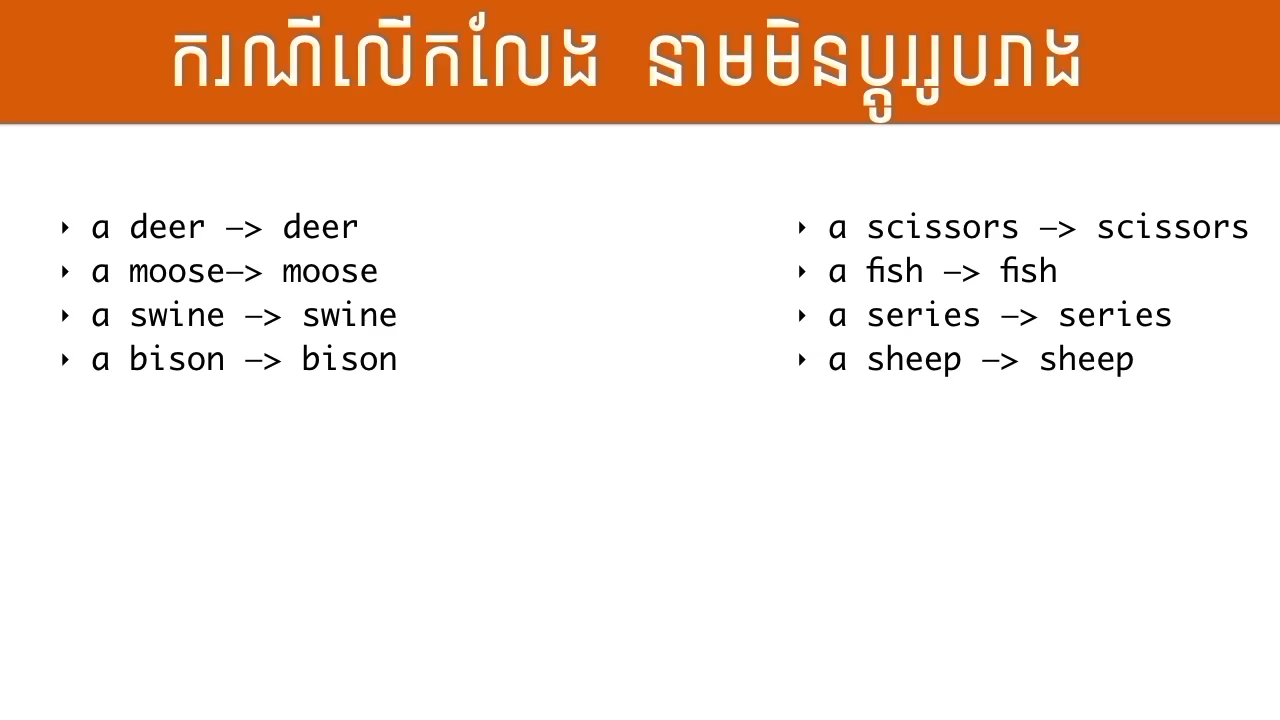 ករណីលើកលែង នាមមិនប្ដូររូបរាង
‣ a deer —> deer
‣ a moose—> moose
‣ a swine —> swine
‣ a bison —> bison
‣ a scissors —> scissors
‣ a fish —> fish
‣ a series —> series
‣ a sheep —> sheep